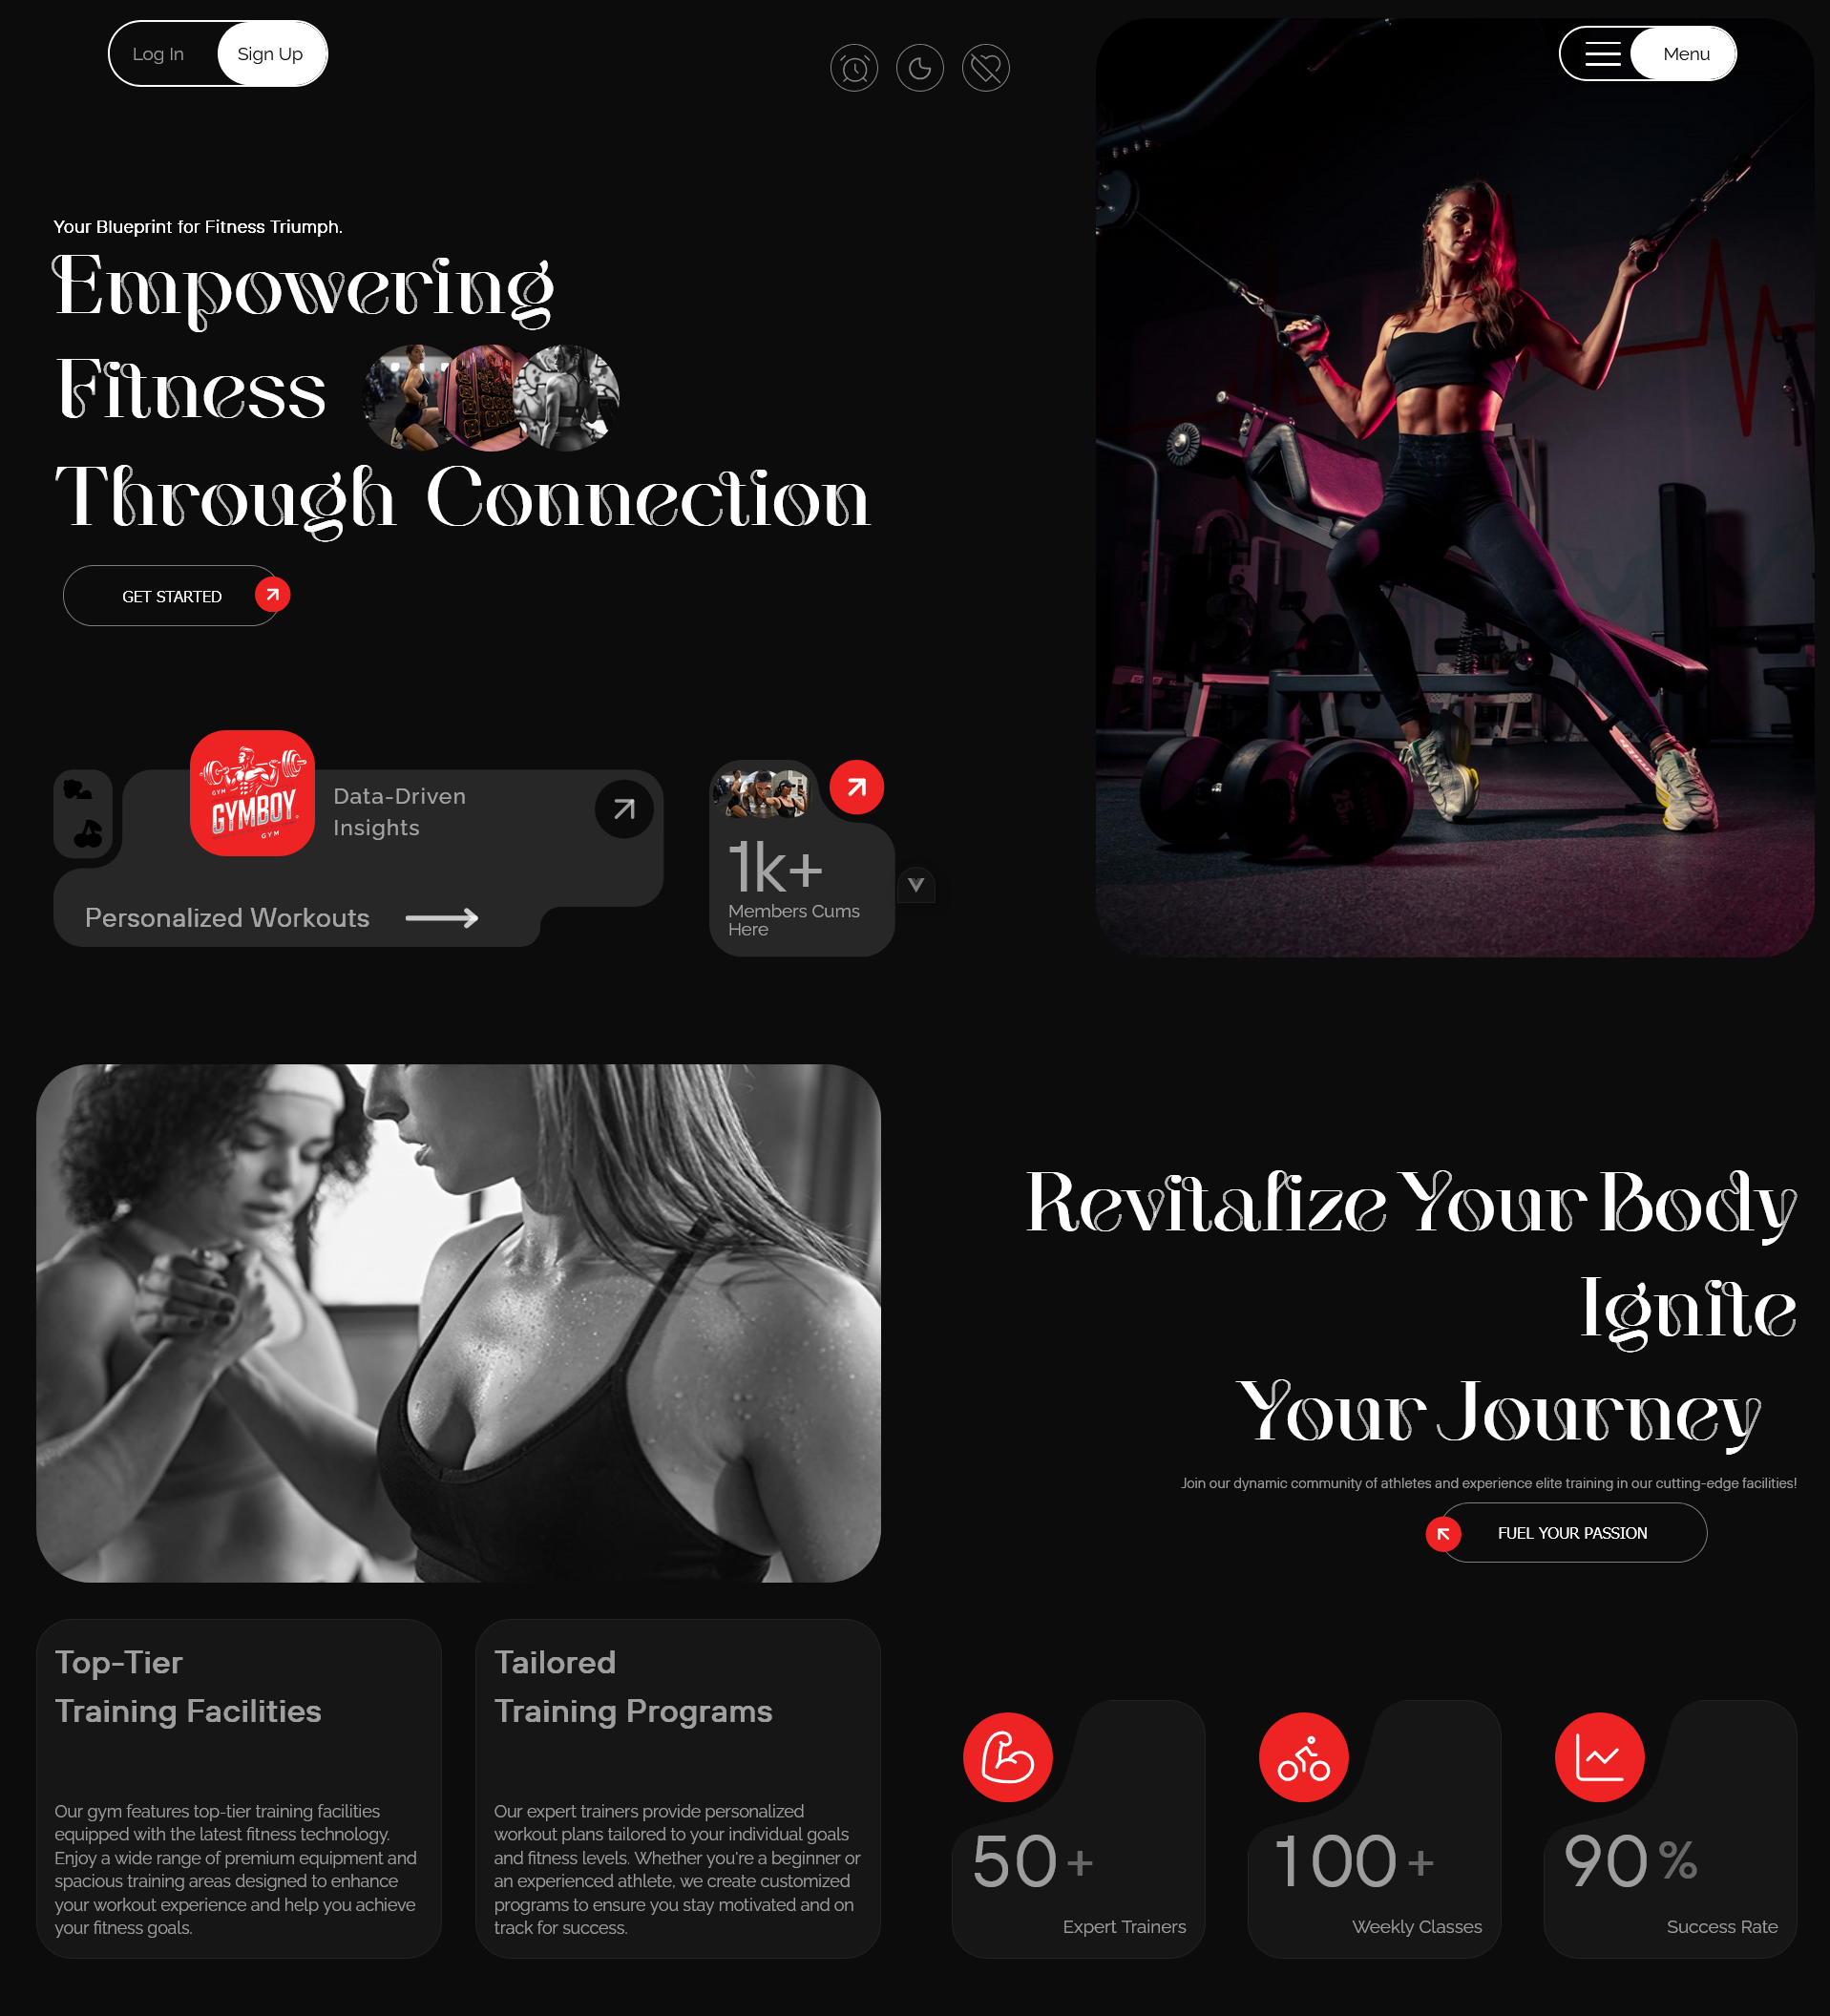 Log In
Sign Up
Menu
Your Blueprint for Fitness Triumph.
Empowering
Fitness
Through Connection
GET STARTED
GYM
GYMBOY
GYM
Data-Driven
Insights
Personalized Workouts
1k+
Members Cums
Here
25
Revitalize Your Body
Ignite
Your Journey
Join our dynamic community of athletes and experience elite training in our cutting-edge facilities!
FUEL YOUR PASSION
Top-Tier
Training Facilities
Our gym features top-tier training facilities
equipped with the latest fitness technology.
Enjoy a wide range of premium equipment and
spacious training areas designed to enhance
your workout experience and help you achieve
your fitness goals.
Tailored
Training Programs
Our expert trainers provide personalized
workout plans tailored to your individual goals
and fitness levels. Whether you're a beginner or
an experienced athlete, we create customized
programs to ensure you stay motivated and on
track for success.
50 +
Expert Trainers
100 +
Weekly Classes
90 %
Success Rate